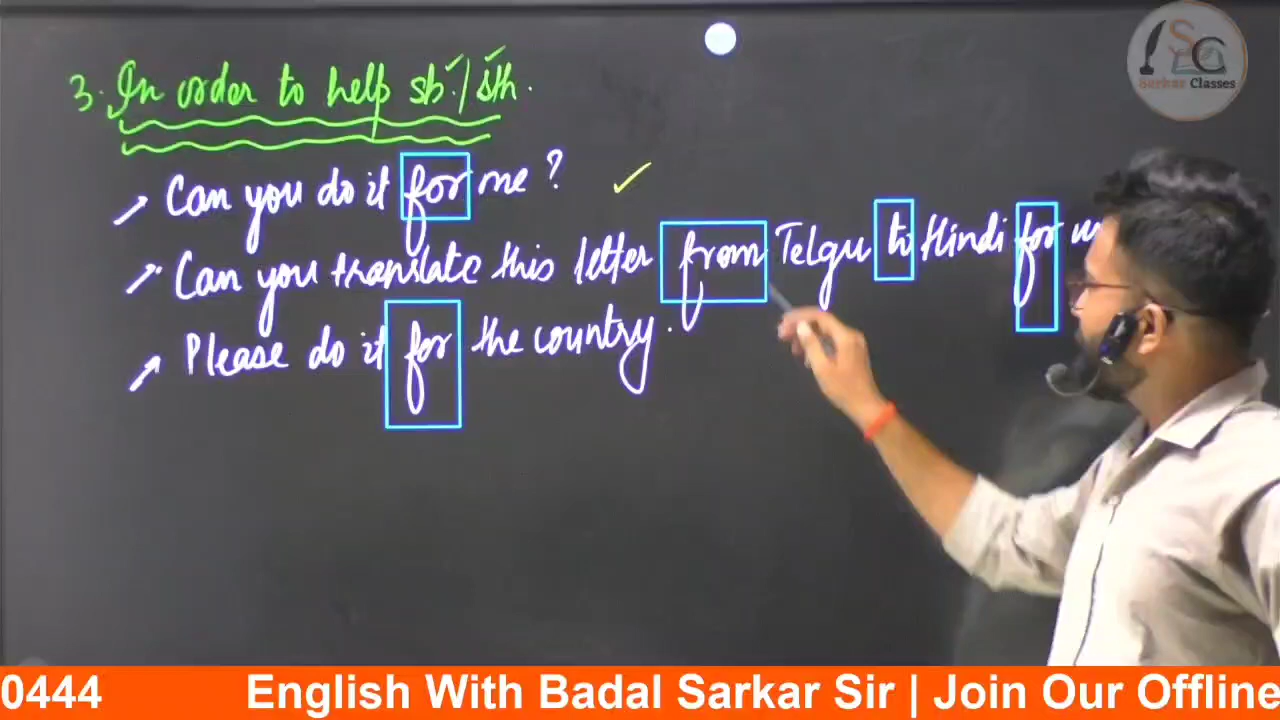 3. In order to help sb./sth.
Can you do it for me?
Can you translate this letter from Telgu to Hindi for
Please do it for the country.
SC
Sarkar Classes
0444 English With Badal Sarkar Sir | Join Our Offline